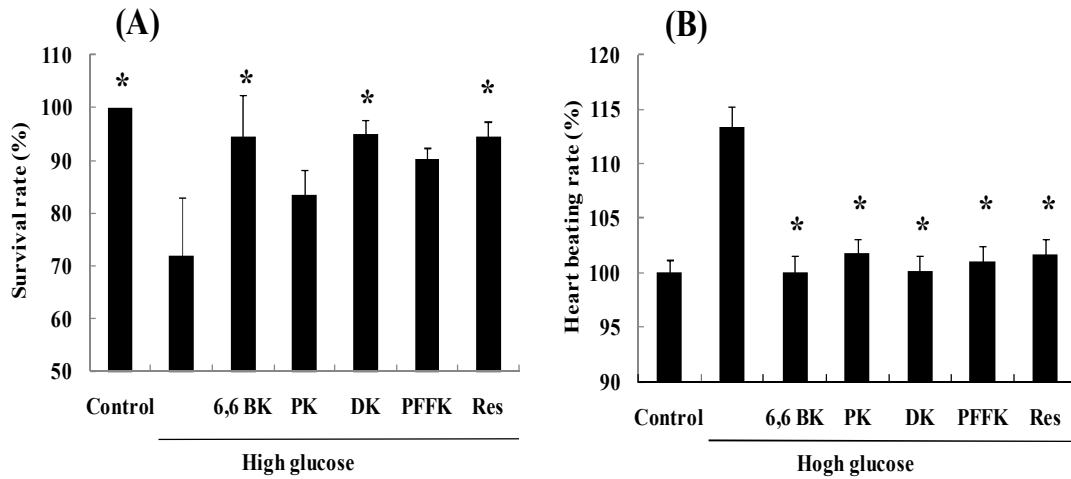 (A)
Survival rate (%)
110
100
90
80
70
60
50
* * * *
Control 6,6 BK PK DK PFFK Res
High glucose
(B)
Heart beating rate (%)
120
115
110
105
100
95
90
* * * * *
Control 6,6 BK PK DK PFFK Res
Hogh glucose